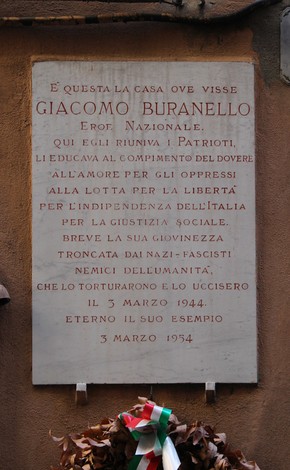 E' QUESTA LA CASA OVE VISSE
GIACOMO BURANELLO
EROE NAZIONALE.
QUI EGLI RIUNIVA I PATRIOTI,
LI EDUCAVA AL COMPIMENTO DEL DOVERE
ALL'AMORE PER GLI OPPRESSI
ALLA LOTTA PER LA LIBERTA'
PER L'INDIPENDENZA DELL'ITALIA
PER LA GIUSTIZIA SOCIALE.
BREVE LA SUA GIOVINEZZA
TRONCATA DAI NAZI-FASCISTI
NEMICI DELL'UMANITA',
CHE LO TORTURARONO E LO UCCISERO
IL 3 MARZO 1944.
ETERNO IL SUO ESEMPIO
3 MARZO 1954